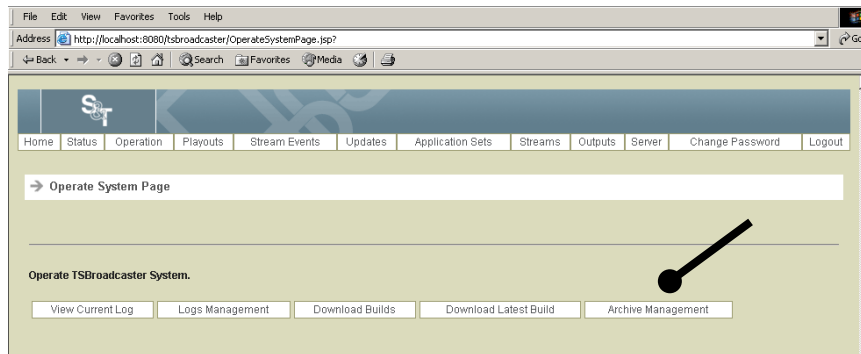 File Edit View Favorites Tools Help
Address http://localhost:8080/tsbroadcaster/OperateSystemPage.jsp?
Back Search Favorites Media
S&T
Home Status Operation Playouts Stream Events Updates Application Sets Streams Outputs Server Change Password Logout
Operate System Page
Operate TSBroadcaster System.
View Current Log Logs Management Download Builds Download Latest Build Archive Management